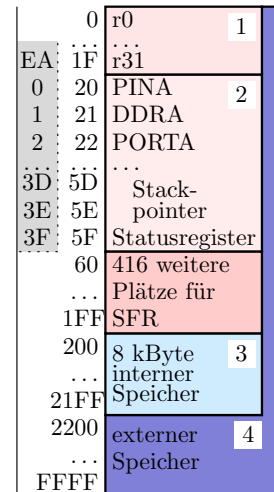 0 r0 1
... ...
EA 1F r31
0 20 PINA 2
1 21 DDRA
2 22 PORTA
... ... ...
3D 5D Stack-
3E 5E pointer
3F 5F Statusregister
60 416 weitere
... Plätze für
1FF SFR
200 8 kByte 3
... interner
21FF Speicher
2200 externer 4
... Speicher
FFFF